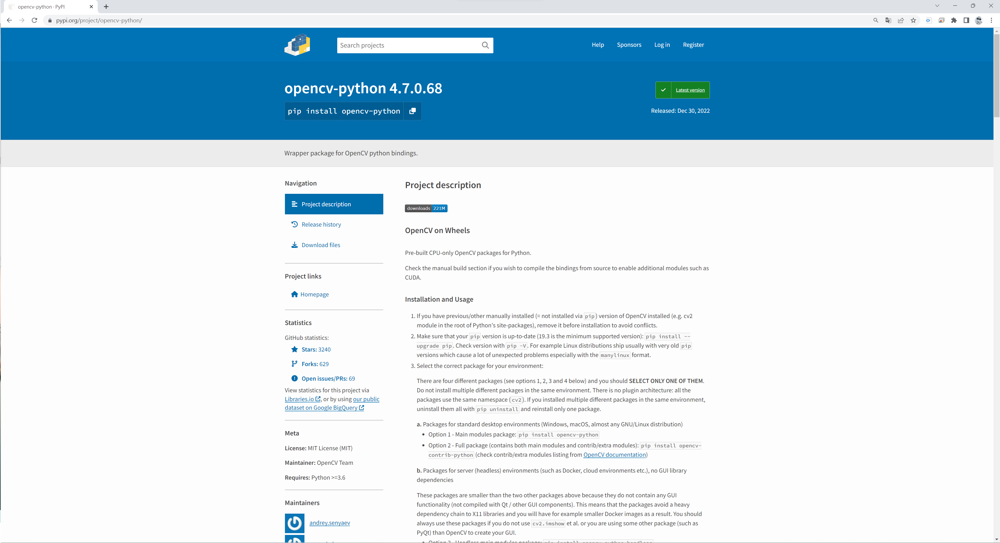 opencv-python · PyPI
pypi.org/project/opencv-python/
Search projects
Help
Sponsors
Log in
Register
opencv-python 4.7.0.68
Latest version
pip install opencv-python
Released: Dec 30, 2022
Wrapper package for OpenCV python bindings.
Navigation
Project description
Release history
Download files
Project links
Homepage
Statistics
GitHub statistics:
Stars: 3240
Forks: 629
Open issues/PRs: 69
View statistics for this project via
Libraries.io, or by using our public
dataset on Google BigQuery
Meta
License: MIT License (MIT)
Maintainer: OpenCV Team
Requires: Python >=3.6
Maintainers
andrey.senyaev
Project description
downloads 221M
OpenCV on Wheels
Pre-built CPU-only OpenCV packages for Python.
Check the manual build section if you wish to compile the bindings from source to enable additional modules such as
CUDA.
Installation and Usage
1. If you have previous/other manually installed (= not installed via pip) version of OpenCV installed (e.g. cv2
module in the root of Python's site-packages), remove it before installation to avoid conflicts.
2. Make sure that your pip version is up-to-date (19.3 is the minimum supported version): pip install --
upgrade pip. Check version with pip -V. For example Linux distributions ship usually with very old pip
versions which cause a lot of unexpected problems especially with the manylinux format.
3. Select the correct package for your environment:
There are four different packages (see options 1, 2, 3 and 4 below) and you should SELECT ONLY ONE OF THEM.
Do not install multiple different packages in the same environment. There is no plugin architecture: all the
packages use the same namespace (cv2). If you installed multiple different packages in the same environment,
uninstall them all with pip uninstall and reinstall only one package.
a. Packages for standard desktop environments (Windows, macOS, almost any GNU/Linux distribution)
• Option 1 - Main modules package: pip install opencv-python
• Option 2 - Full package (contains both main modules and contrib/extra modules): pip install opencv-
contrib-python (check contrib/extra modules listing from OpenCV documentation)
b. Packages for server (headless) environments (such as Docker, cloud environments etc.), no GUI library
dependencies
These packages are smaller than the two other packages above because they do not contain any GUI
functionality (not compiled with Qt / other GUI components). This means that the packages avoid a heavy
dependency chain to X11 libraries and you will have for example smaller Docker images as a result. You should
always use these packages if you do not use cv2.imshow et al. or you are using some other package (such as
PyQt) than OpenCV to create your GUI.
• Option 3 - Headless main modules package: pip install opencv-python-headless